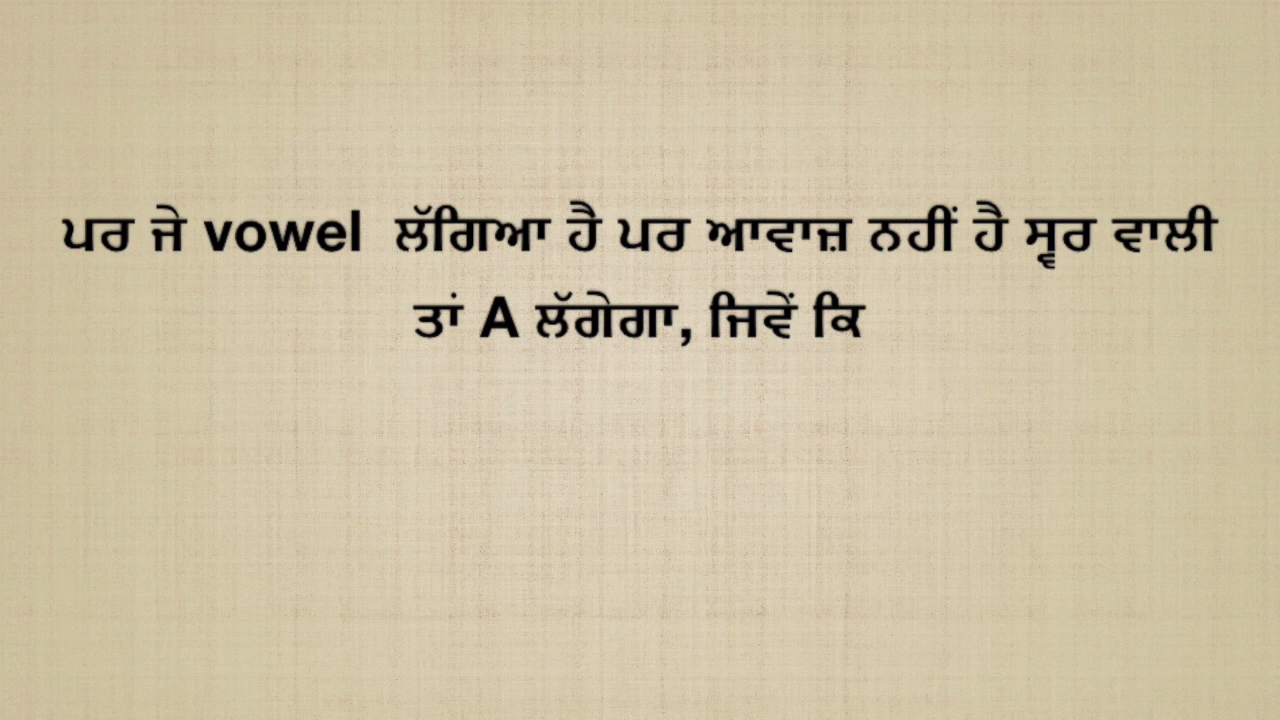 ਪਰ ਜੇ vowel ਲੱਗਿਆ ਹੈ ਪਰ ਆਵਾਜ਼ ਨਹੀਂ ਹੈ ਸ੍ਵਰ ਵਾਲੀ
ਤਾਂ A ਲੱਗੇਗਾ, ਜਿਵੇਂ ਕਿ